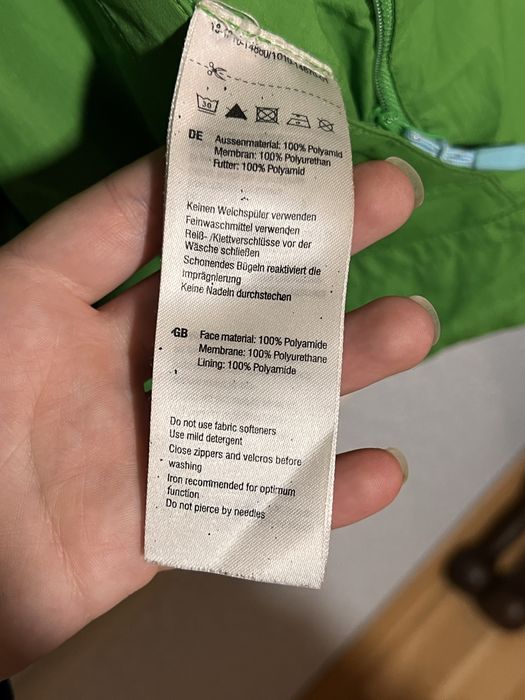 30
DE Aussenmaterial: 100% Polyamid
Membran: 100% Polyurethan
Futter: 100% Polyamid
Keinen Weichspüler verwenden
Feinwaschmittel verwenden
Reiß- /Klettverschlüsse vor der
Wäsche schließen
Schonendes Bügeln reaktiviert die
Imprägnierung
Keine Nadeln durchstechen
GB Face material: 100% Polyamide
Membrane: 100% Polyurethane
Lining: 100% Polyamide
Do not use fabric softeners
Use mild detergent
Close zippers and velcros before
washing
Iron recommended for optimum
function
Do not pierce by needles